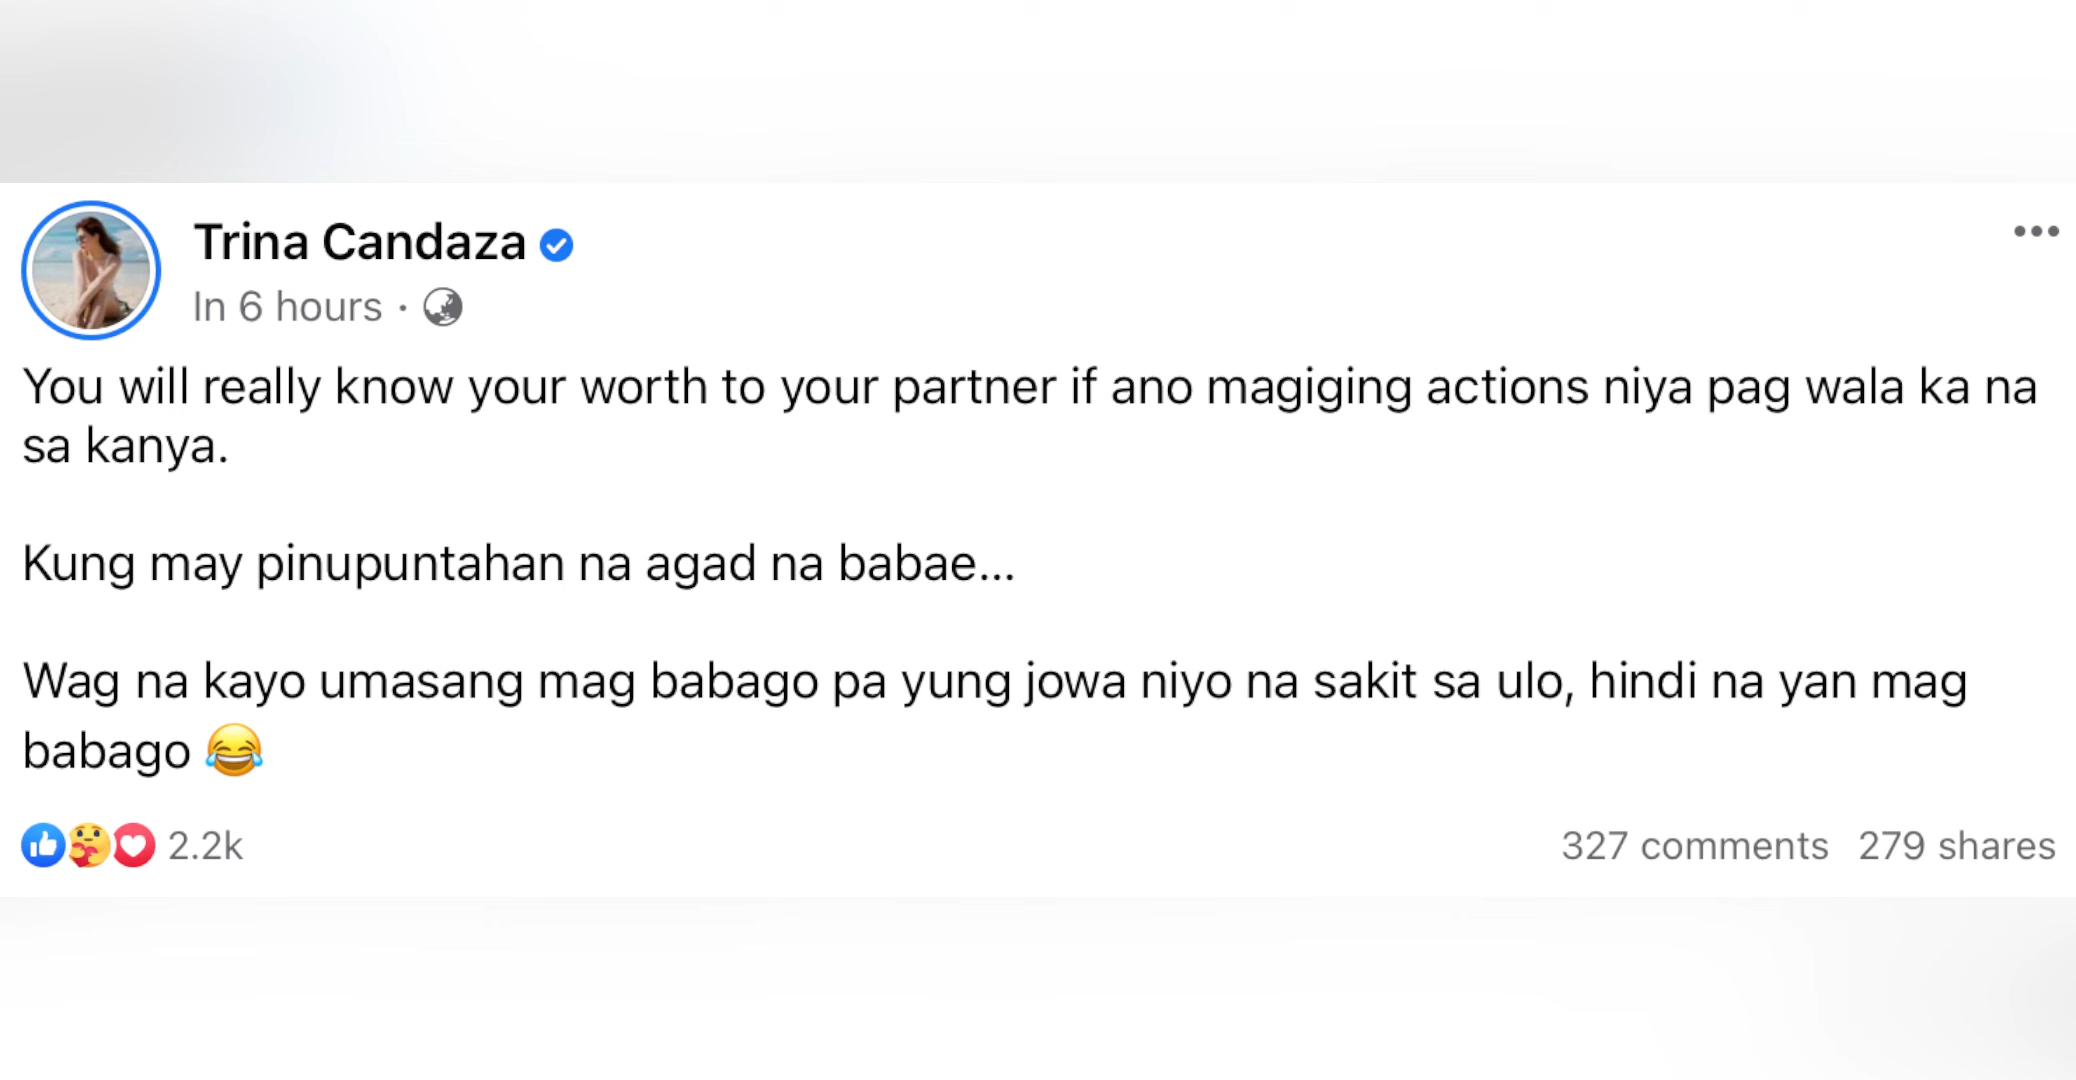 Trina Candaza
In 6 hours ·
You will really know your worth to your partner if ano magiging actions niya pag wala ka na
sa kanya.
Kung may pinupuntahan na agad na babae...
Wag na kayo umasang mag babago pa yung jowa niyo na sakit sa ulo, hindi na yan mag
babago 😂
2.2k
327 comments 279 shares